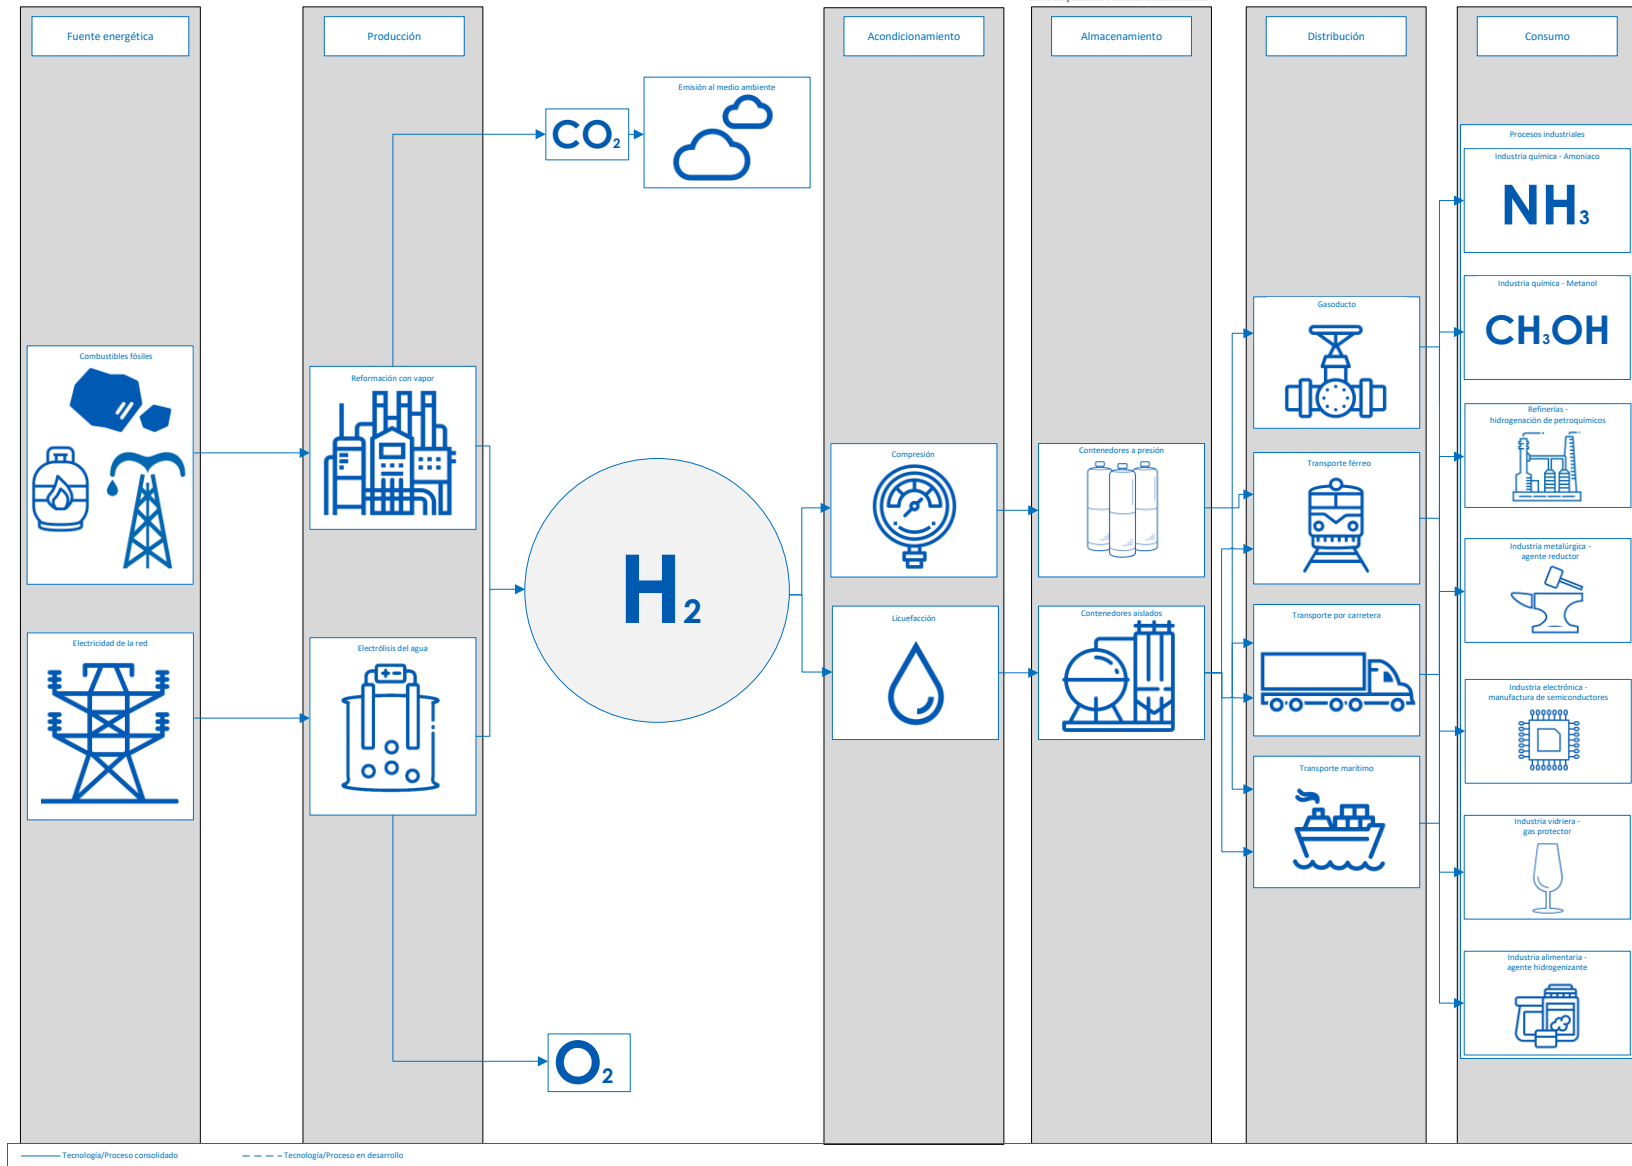 Fuente energética
Producción
Acondicionamiento
Almacenamiento
Distribución
Consumo
Emisión al medio ambiente
CO₂
Procesos industriales
Industria química - Amoniaco
NH₃
Industria química - Metanol
CH₃OH
Gasoducto
Combustibles fósiles
Reformación con vapor
Refinerías -
hidrogenación de petroquímicos
Compresión
Contenedores a presión
Transporte férreo
H₂
Industria metalúrgica -
agente reductor
Electricidad de la red
Electrólisis del agua
Licuefacción
Contenedores aislados
Transporte por carretera
Industria electrónica -
manufactura de semiconductores
Transporte marítimo
Industria vidriera -
gas protector
Industria alimentaria -
agente hidrogenizante
O₂
Tecnología/Proceso consolidado
Tecnología/Proceso en desarrollo